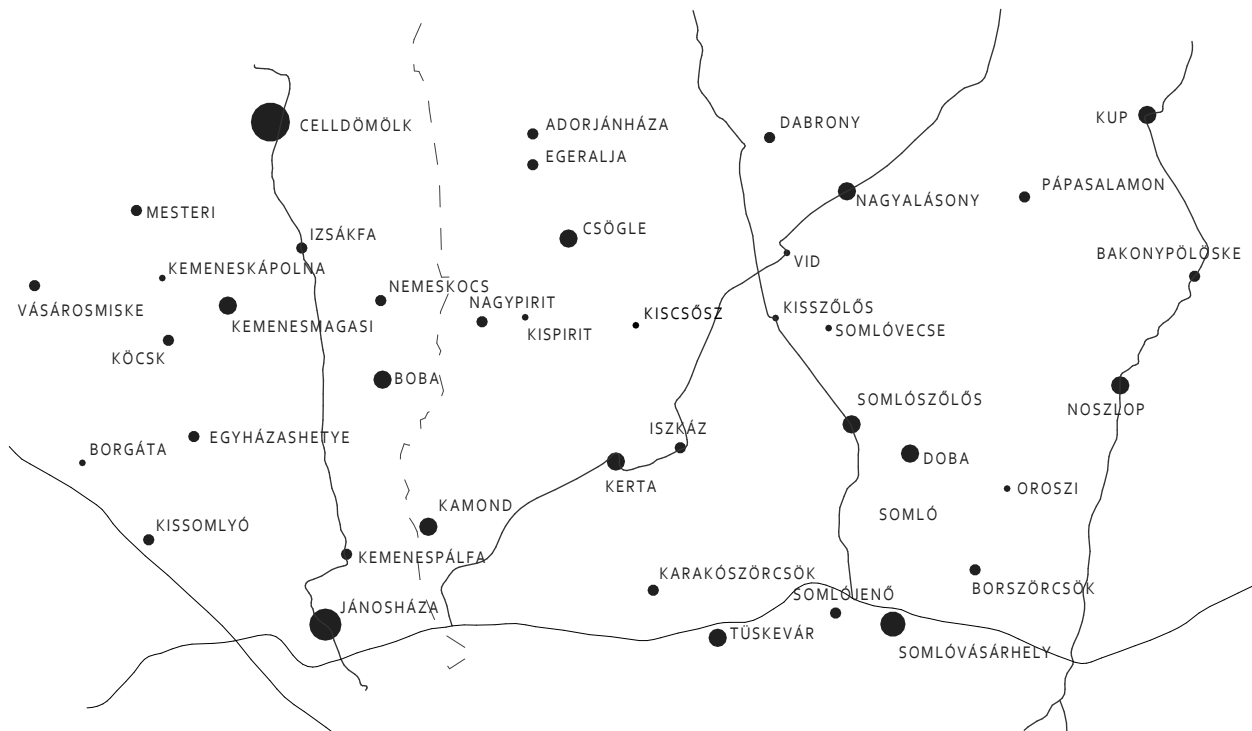 CELLDÖMÖLK
ADORJÁNHÁZA
DABRONY
KUP
EGERALJA
MESTERI
PÁPASALAMON
NAGYALÁSONY
IZSÁKFA
CSÖGLE
BAKONYPÖLÖSKE
VID
KEMENESKÁPOLNA
NEMESKOCS
NAGYPIRIT
KISSZŐLŐS
VÁSÁROSMISKE
KISCSŐSZ
KEMENESMAGASI
KISPIRIT
SOMLÓVECSE
KÖCSK
BOBA
SOMLÓSZŐLŐS
NOSZLOP
ISZKÁZ
EGYHÁZASHETYE
BORGÁTA
DOBA
KERTA
OROSZI
KAMOND
SOMLÓ
KISSOMLYÓ
KEMENESPÁLFA
KARAKÓSZÖRCSÖK
BORSZÖRCSÖK
SOMLÓJENŐ
JÁNOSHÁZA
TÜSKEVÁR
SOMLÓVÁSÁRHELY